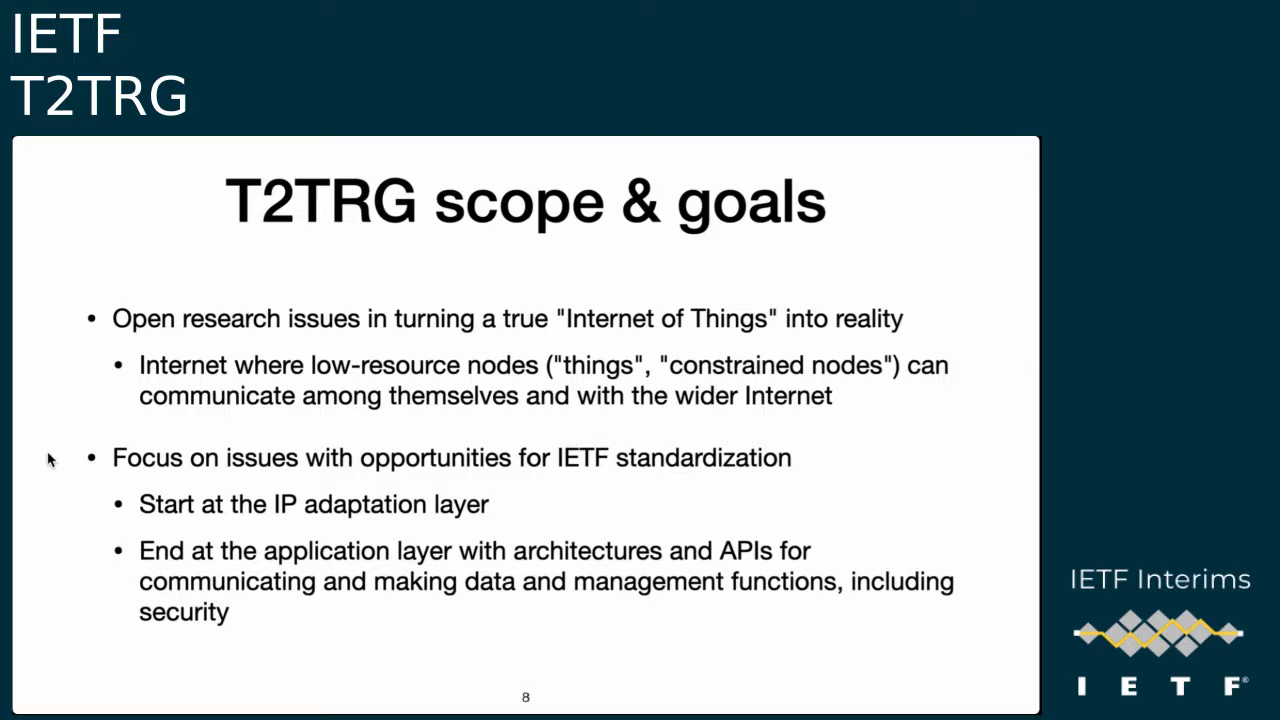 IETF
T2TRG
T2TRG scope & goals
• Open research issues in turning a true "Internet of Things" into reality
• Internet where low-resource nodes ("things", "constrained nodes") can
communicate among themselves and with the wider Internet
• Focus on issues with opportunities for IETF standardization
• Start at the IP adaptation layer
• End at the application layer with architectures and APIs for
communicating and making data and management functions, including
security
8
IETF Interims
I E T F®